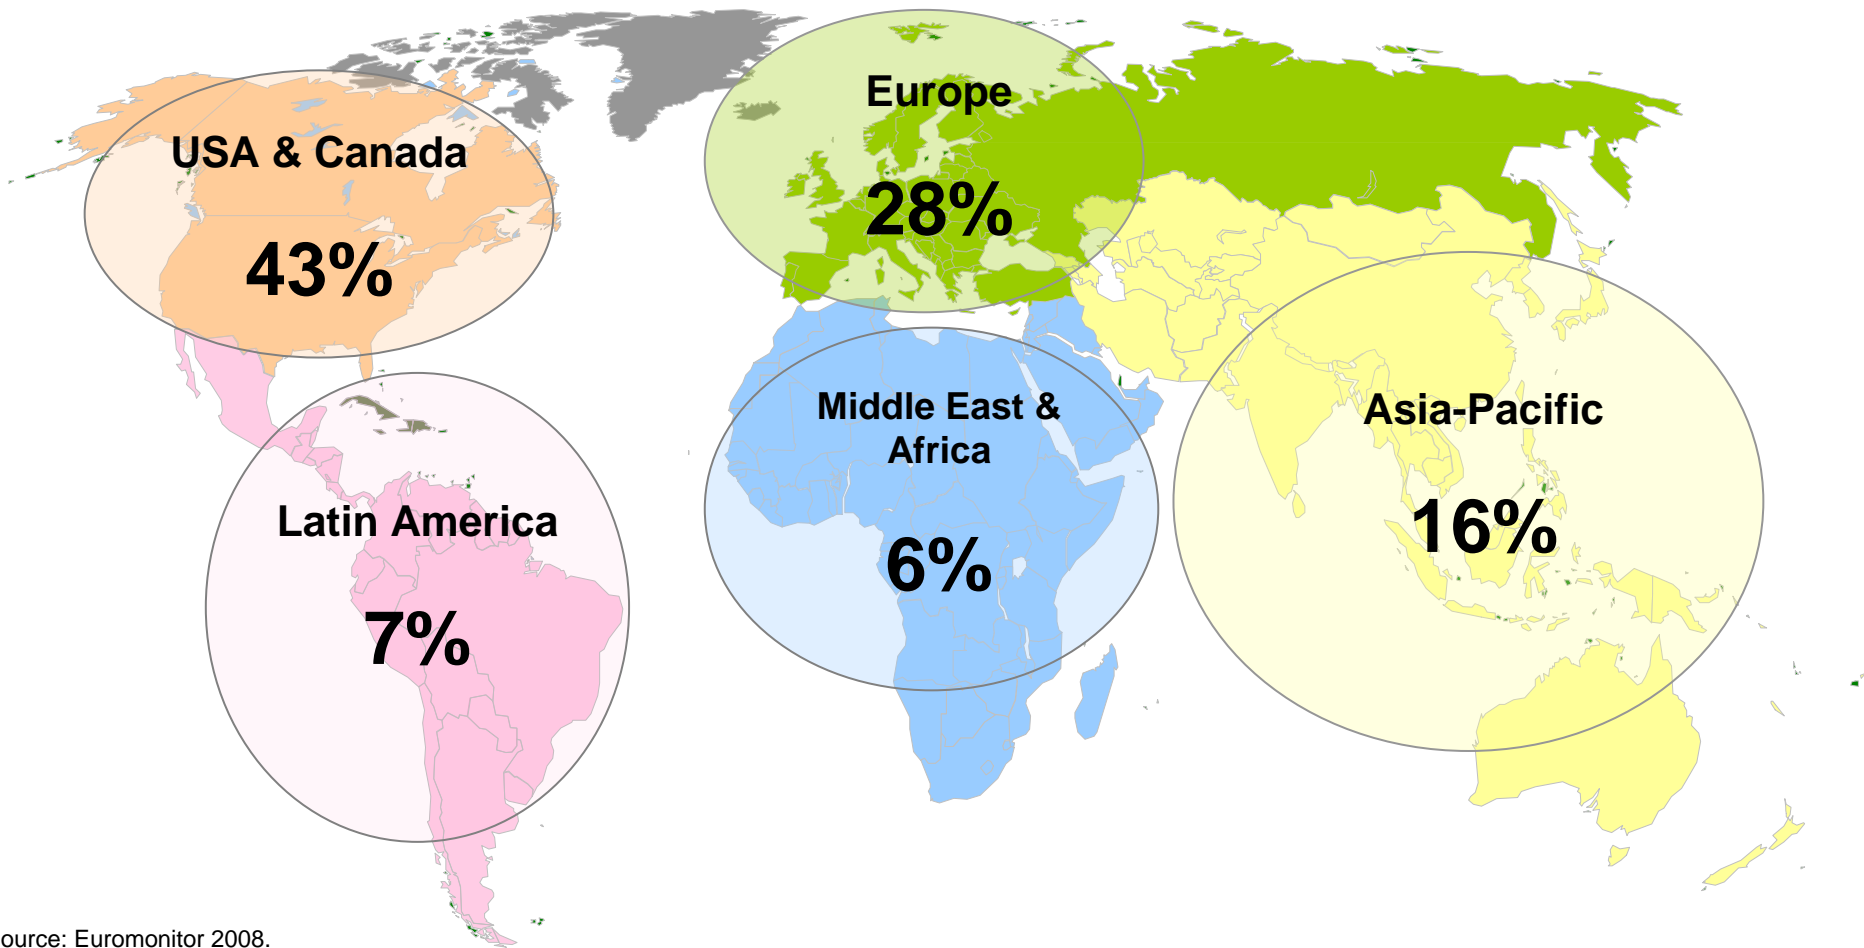 Europe
28%
USA & Canada
43%
Middle East &
Africa
6%
Asia-Pacific
16%
Latin America
7%
ource: Euromonitor 2008.